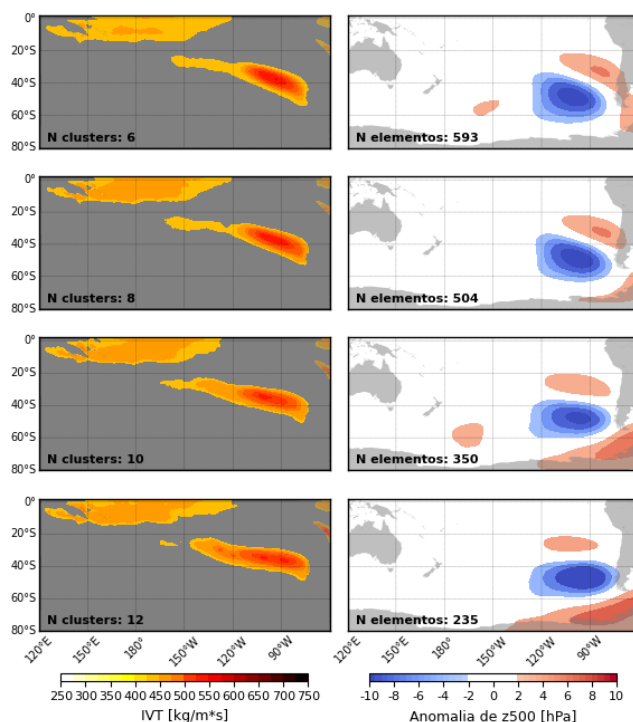 0°
20°S
40°S
60°S
80°S
N clusters: 6
N elementos: 593
0°
20°S
40°S
60°S
80°S
N clusters: 8
N elementos: 504
0°
20°S
40°S
60°S
80°S
N clusters: 10
N elementos: 350
0°
20°S
40°S
60°S
80°S
N clusters: 12
N elementos: 235
120°E 150°E 180° 150°W 120°W 90°W 120°E 150°E 180° 150°W 120°W 90°W
250 300 350 400 450 500 550 600 650 700 750
IVT [kg/m*s]
-10 -8 -6 -4 -2 2 4 6 8 10
Anomalia de z500 [hPa]